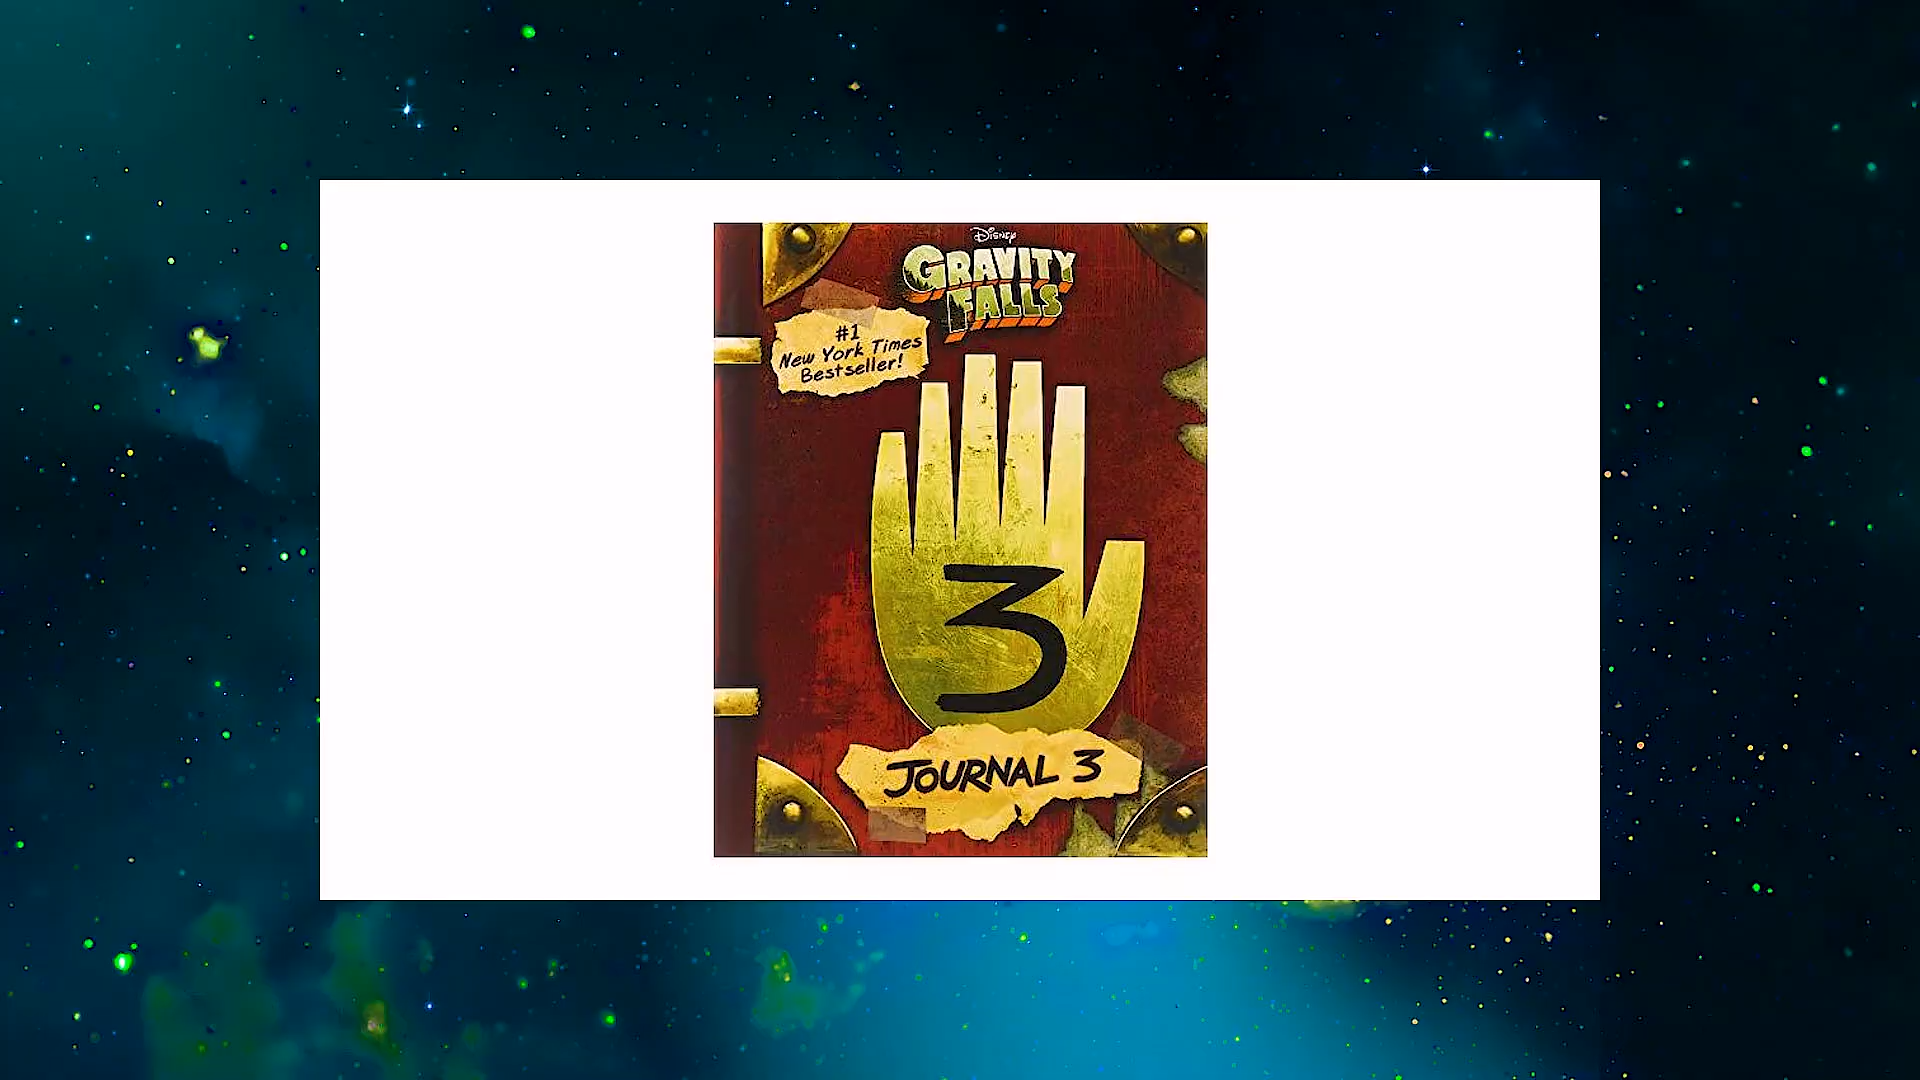 Disney
GRAVITY
FALLS
#1
New York Times
Bestseller!
3
JOURNAL 3